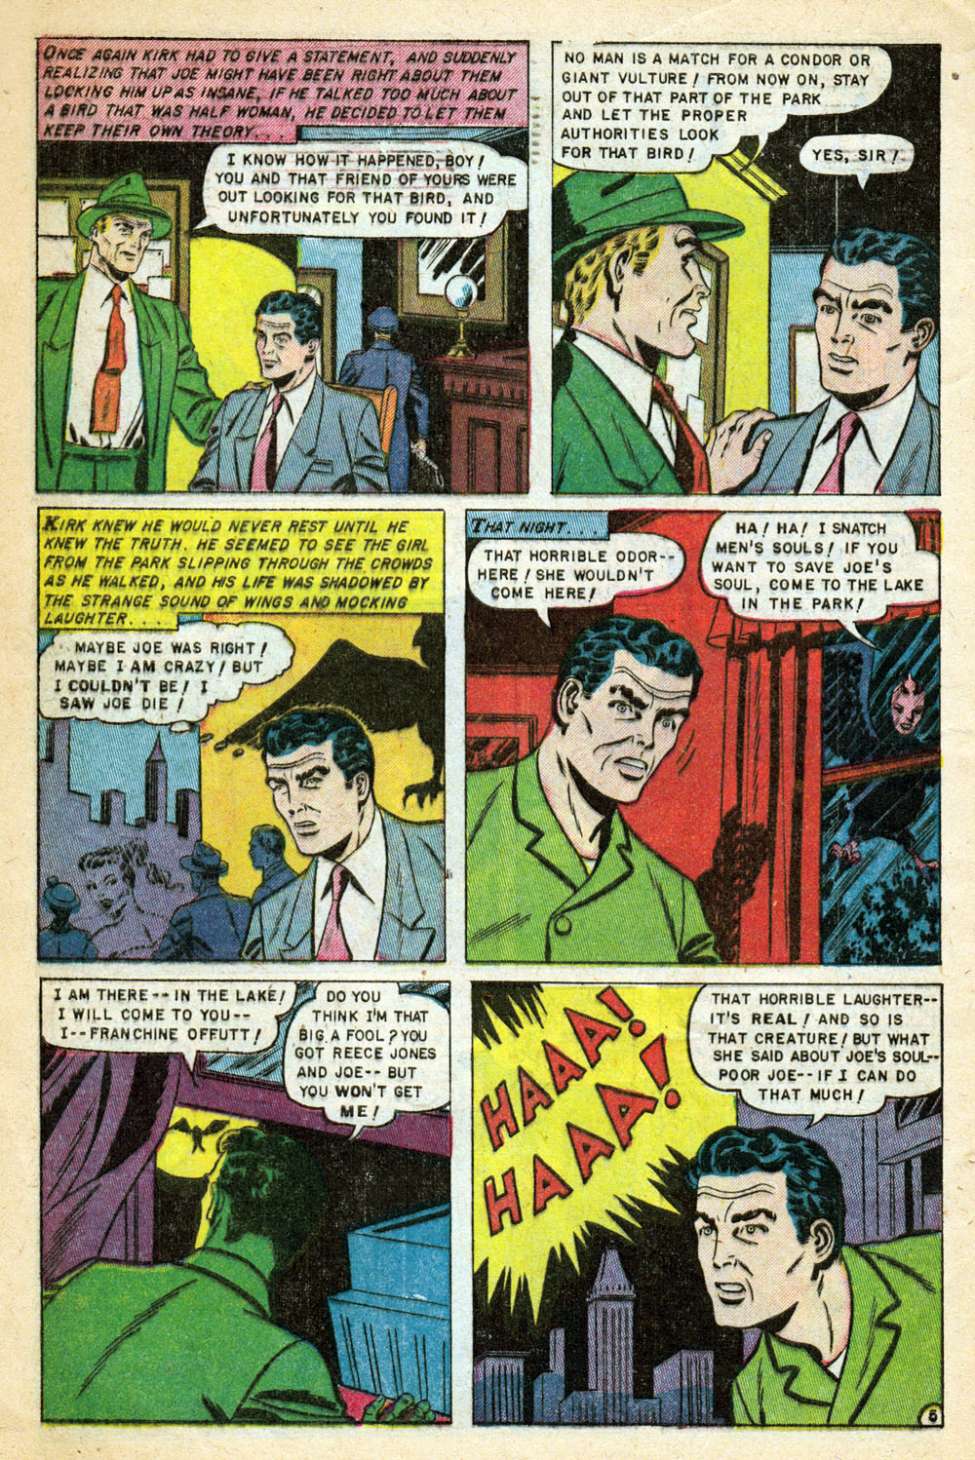 ONCE AGAIN KIRK HAD TO GIVE A STATEMENT, AND SUDDENLY
REALIZING THAT JOE MIGHT HAVE BEEN RIGHT ABOUT THEM
LOCKING HIM UP AS INSANE, IF HE TALKED TOO MUCH ABOUT
A BIRD THAT WAS HALF WOMAN, HE DECIDED TO LET THEM
KEEP THEIR OWN THEORY. . .
I KNOW HOW IT HAPPENED, BOY!
YOU AND THAT FRIEND OF YOURS WERE
OUT LOOKING FOR THAT BIRD, AND
UNFORTUNATELY YOU FOUND IT!
NO MAN IS A MATCH FOR A CONDOR OR
GIANT VULTURE! FROM NOW ON, STAY
OUT OF THAT PART OF THE PARK
AND LET THE PROPER
AUTHORITIES LOOK
FOR THAT BIRD!
YES, SIR!
KIRK KNEW HE WOULD NEVER REST UNTIL HE
KNEW THE TRUTH. HE SEEMED TO SEE THE GIRL
FROM THE PARK SLIPPING THROUGH THE CROWDS
AS HE WALKED, AND HIS LIFE WAS SHADOWED BY
THE STRANGE SOUND OF WINGS AND MOCKING
LAUGHTER. . . .
MAYBE JOE WAS RIGHT!
MAYBE I AM CRAZY! BUT
I COULDN'T BE! I
SAW JOE DIE!
THAT NIGHT. . .
THAT HORRIBLE ODOR--
HERE! SHE WOULDN'T
COME HERE!
HA! HA! I SNATCH
MEN'S SOULS! IF YOU
WANT TO SAVE JOE'S
SOUL, COME TO THE LAKE
IN THE PARK!
I AM THERE -- IN THE LAKE!
I WILL COME TO YOU--
I--FRANCHINE OFFUTT!
DO YOU
THINK I'M THAT
BIG A FOOL? YOU
GOT REECE JONES
AND JOE-- BUT
YOU WON'T GET
ME!
HAAA!
HAAA!
THAT HORRIBLE LAUGHTER--
IT'S REAL! AND SO IS
THAT CREATURE! BUT WHAT
SHE SAID ABOUT JOE'S SOUL--
POOR JOE-- IF I CAN DO
THAT MUCH!
5